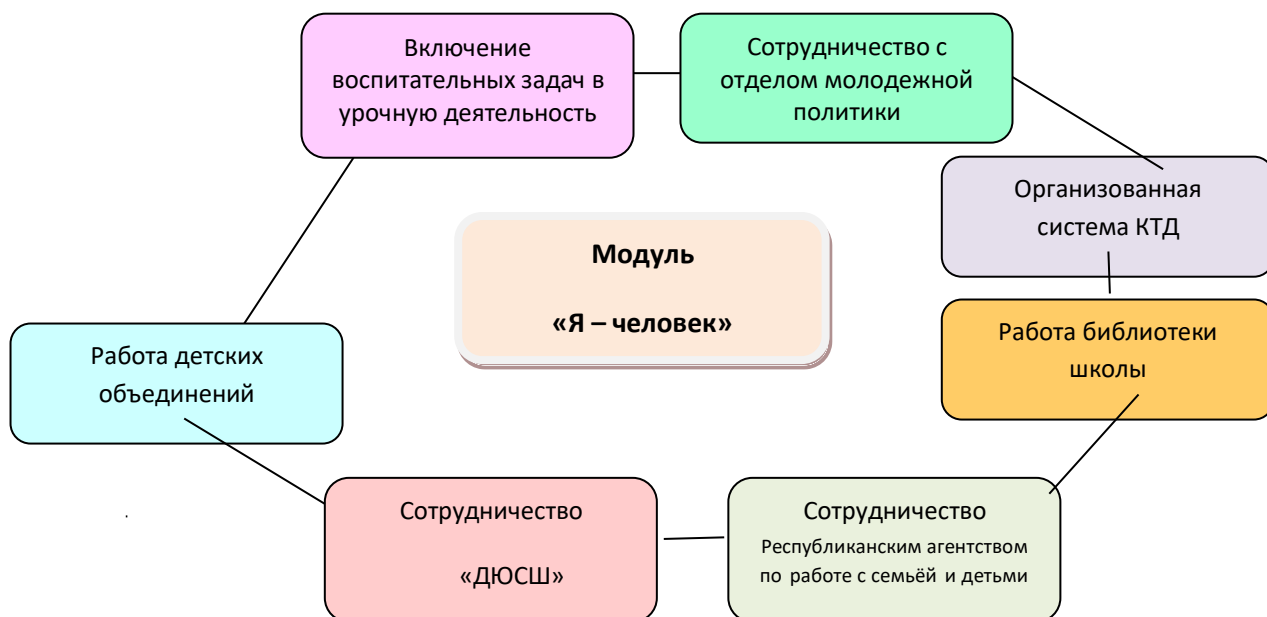 Включение
воспитательных задач в
урочную деятельность
Сотрудничество с
отделом молодежной
политики
Организованная
система КТД
Модуль
«Я – человек»
Работа библиотеки
школы
Работа детских
объединений
Сотрудничество
«ДЮСШ»
Сотрудничество
Республиканским агентством
по работе с семьёй и детьми
.